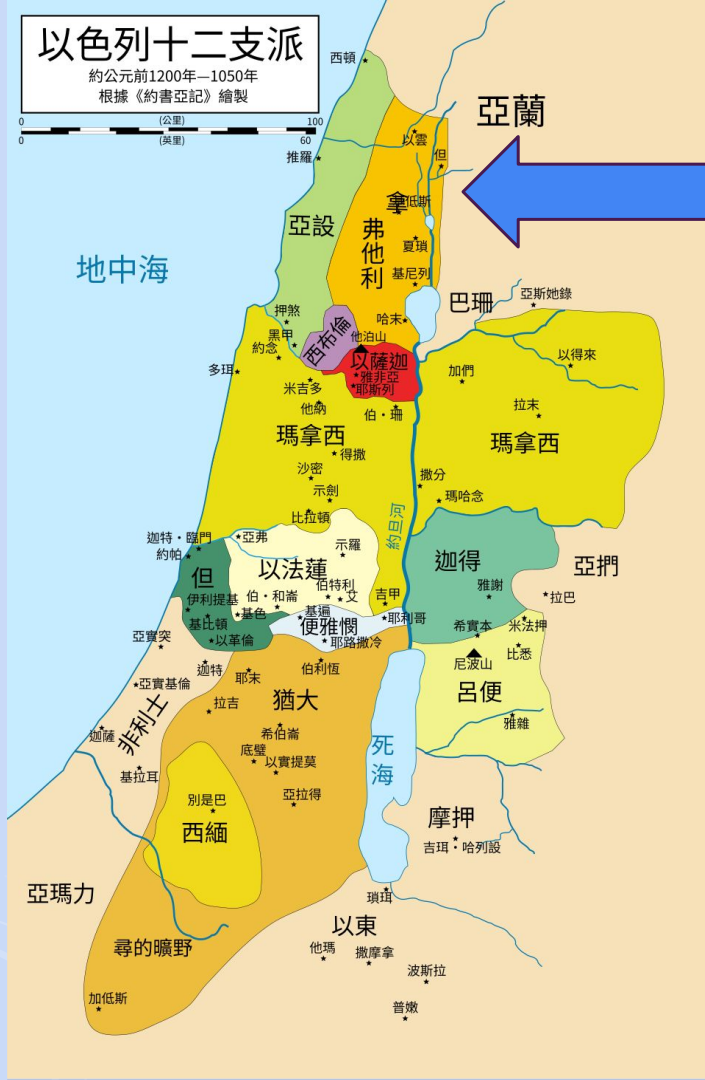 以色列十二支派
約公元前1200年—1050年
根據《約書亞記》繪製
0 (公里) 100
0 (英里) 60
西頓
亞蘭
以雲
但
推羅
拿弗他利
低斯
亞設
夏瑣
地中海
基尼列
巴珊
亞斯她錄
押煞
哈末
西布倫
黑甲
他泊山
約念
以薩迦
以得來
多珥
加們
雅非亞
米吉多
耶斯列
他納
伯·珊
拉末
瑪拿西
瑪拿西
得撒
沙密
撒分
示劍
瑪哈念
比拉頓
約旦河
迦特·臨門
亞弗
約帕
示羅
迦得
亞捫
但
以法蓮
伯特利
雅謝
伊利提基
伯·和崙
艾
吉甲
拉巴
基色
基遍
耶利哥
基比頓
便雅憫
希實本
米法押
亞實突
以革倫
耶路撒冷
比悉
迦特
伯利恆
尼波山
亞實基倫
耶末
猶大
呂便
拉吉
非利士
雅雜
迦薩
希伯崙
死海
底璧
以實提莫
基拉耳
別是巴
亞拉得
摩押
西緬
吉珥·哈列設
亞瑪力
瑣珥
以東
尋的曠野
他瑪
撒摩拿
波斯拉
加低斯
普嫩